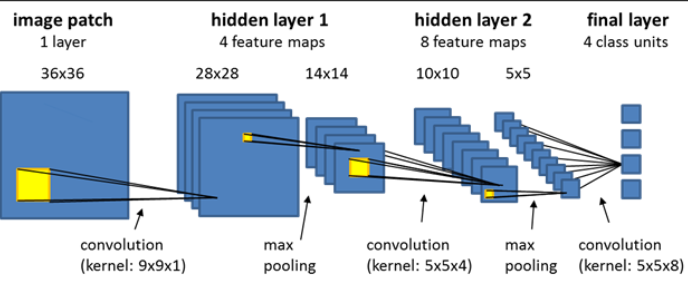 image patch
1 layer
36x36
hidden layer 1
4 feature maps
28x28
14x14
hidden layer 2
8 feature maps
10x10
5x5
final layer
4 class units
convolution
(kernel: 9x9x1)
max
pooling
convolution
(kernel: 5x5x4)
max
pooling
convolution
(kernel: 5x5x8)